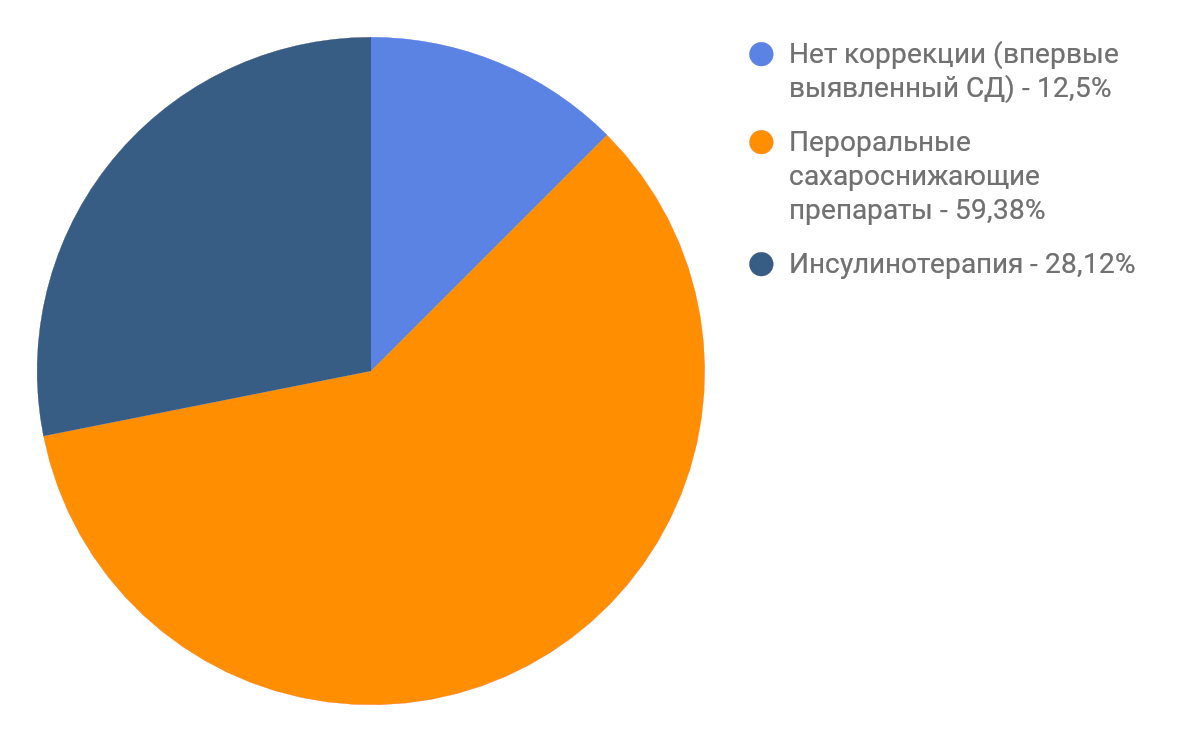 Нет коррекции (впервые
выявленный СД) - 12,5%
Пероральные
сахароснижающие
препараты - 59,38%
Инсулинотерапия - 28,12%